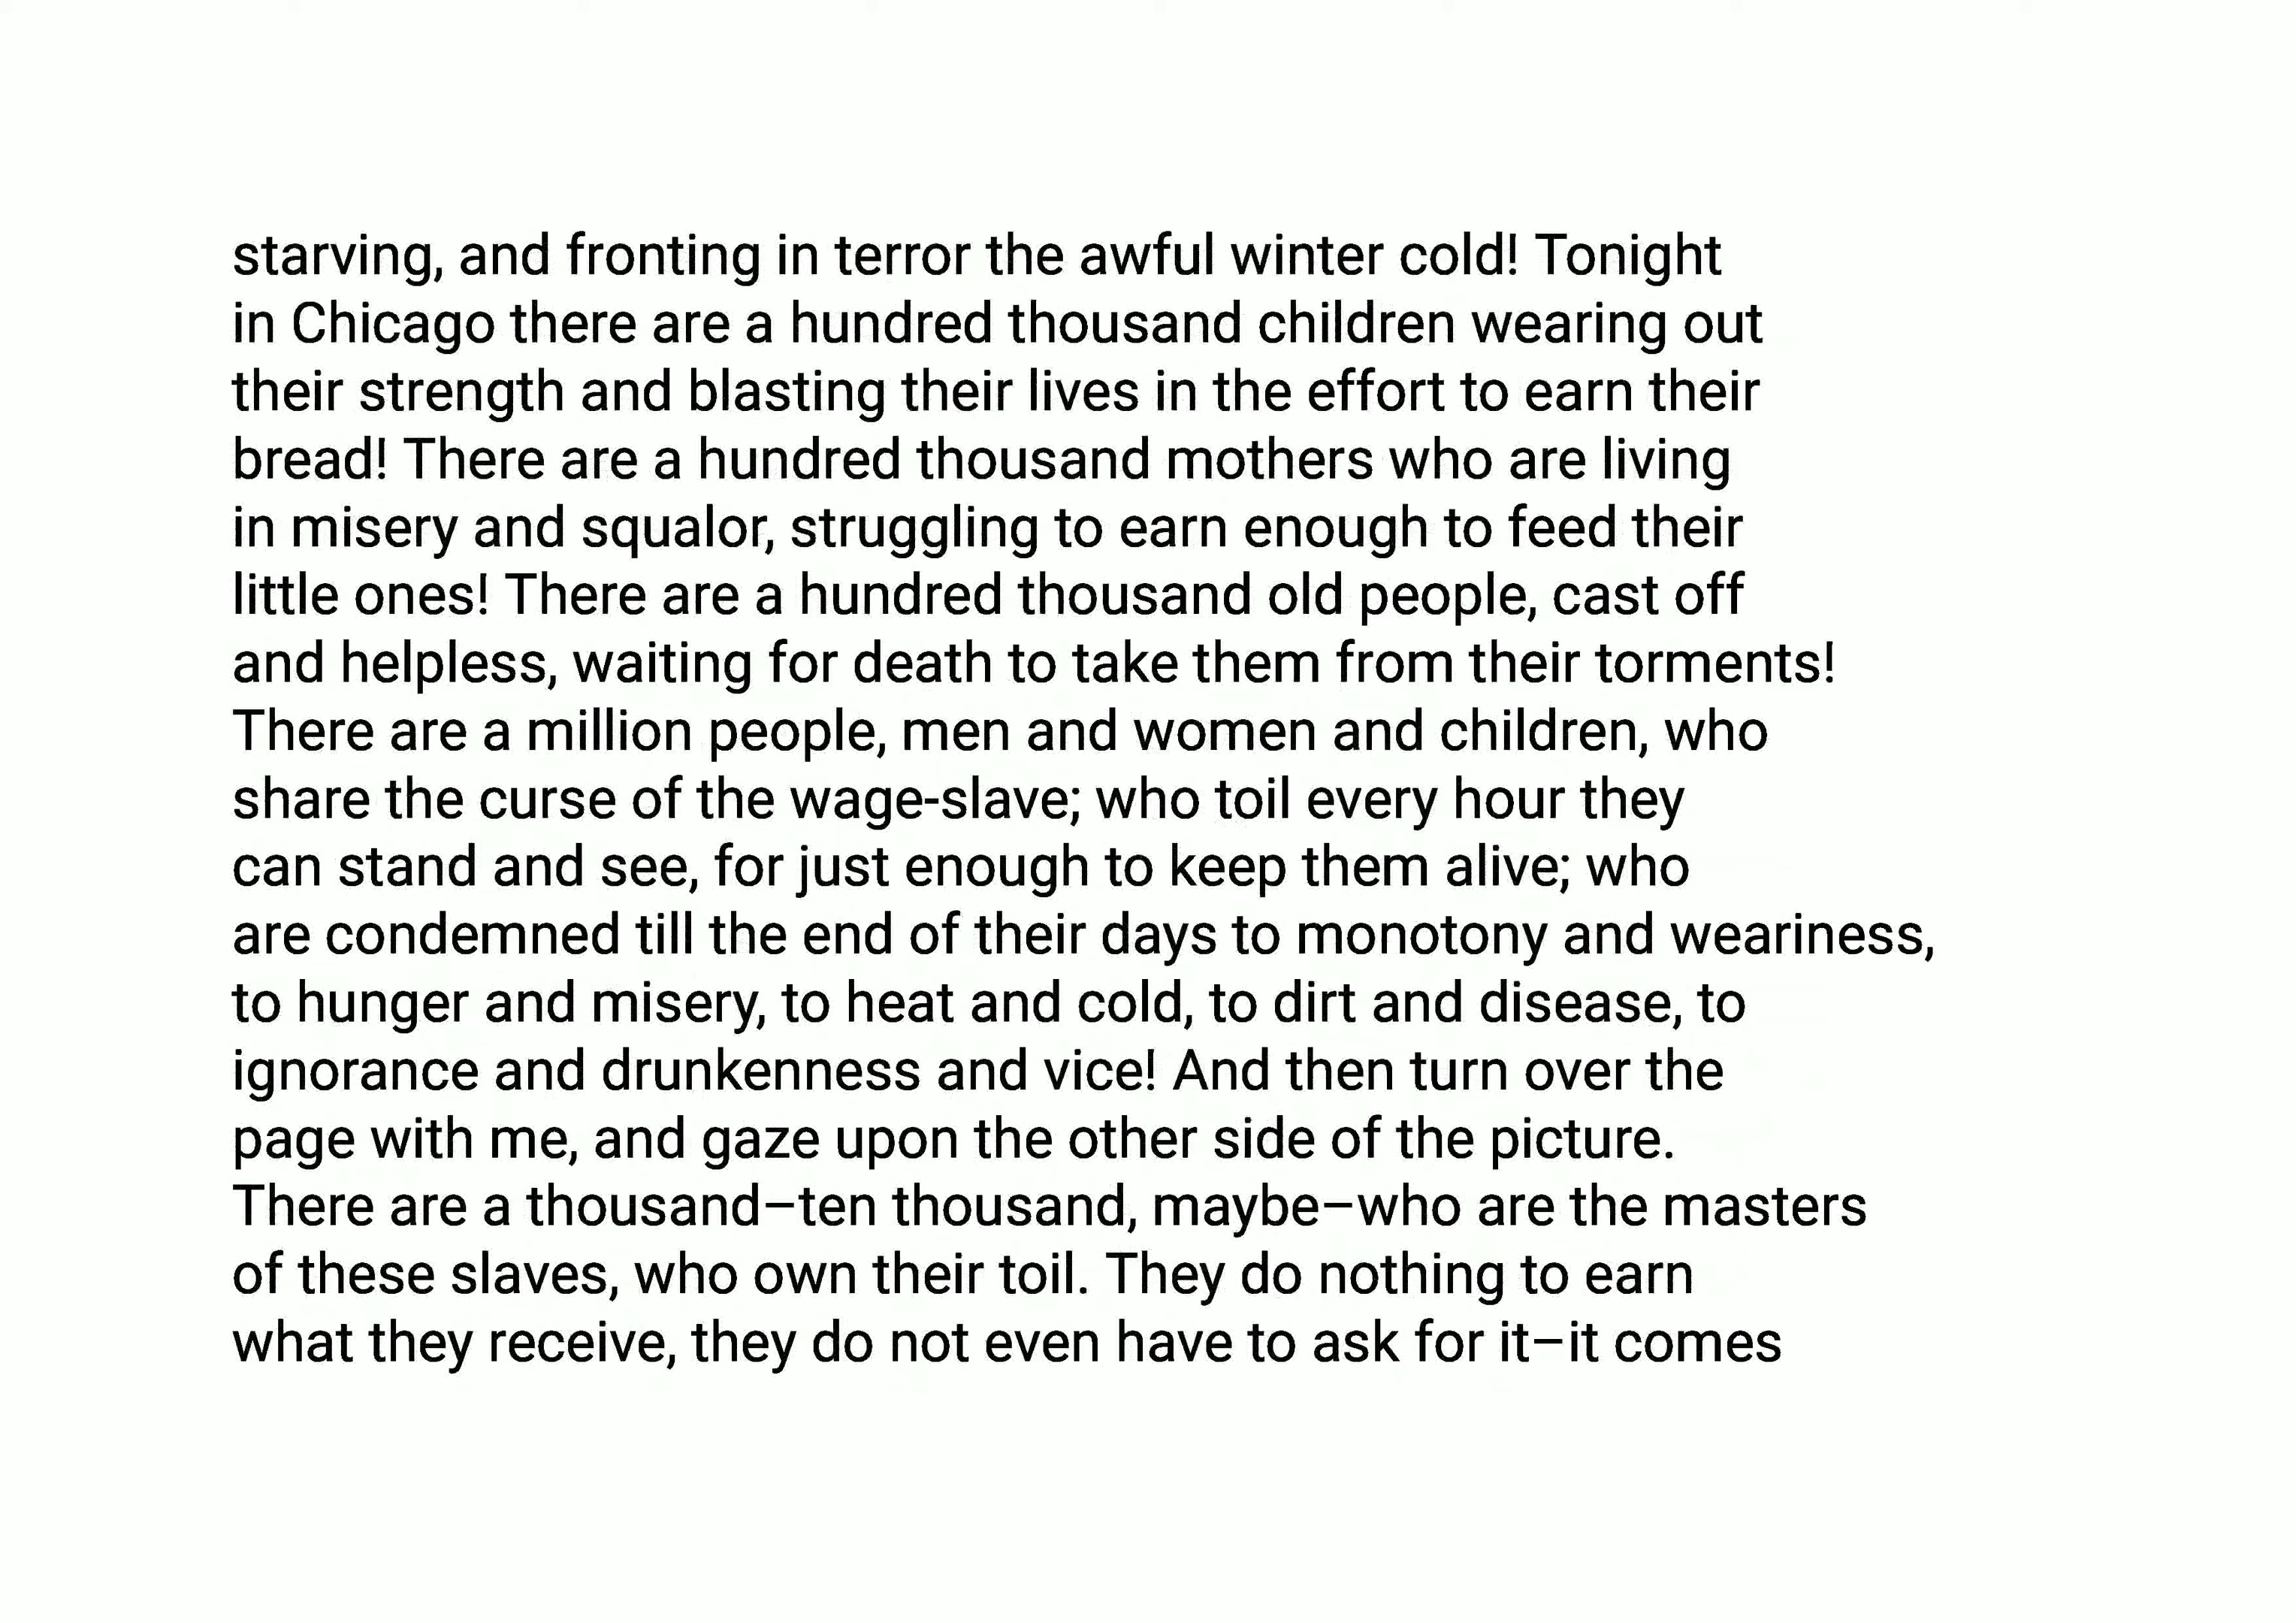 starving, and fronting in terror the awful winter cold! Tonight
in Chicago there are a hundred thousand children wearing out
their strength and blasting their lives in the effort to earn their
bread! There are a hundred thousand mothers who are living
in misery and squalor, struggling to earn enough to feed their
little ones! There are a hundred thousand old people, cast off
and helpless, waiting for death to take them from their torments!
There are a million people, men and women and children, who
share the curse of the wage-slave; who toil every hour they
can stand and see, for just enough to keep them alive; who
are condemned till the end of their days to monotony and weariness,
to hunger and misery, to heat and cold, to dirt and disease, to
ignorance and drunkenness and vice! And then turn over the
page with me, and gaze upon the other side of the picture.
There are a thousand–ten thousand, maybe–who are the masters
of these slaves, who own their toil. They do nothing to earn
what they receive, they do not even have to ask for it–it comes